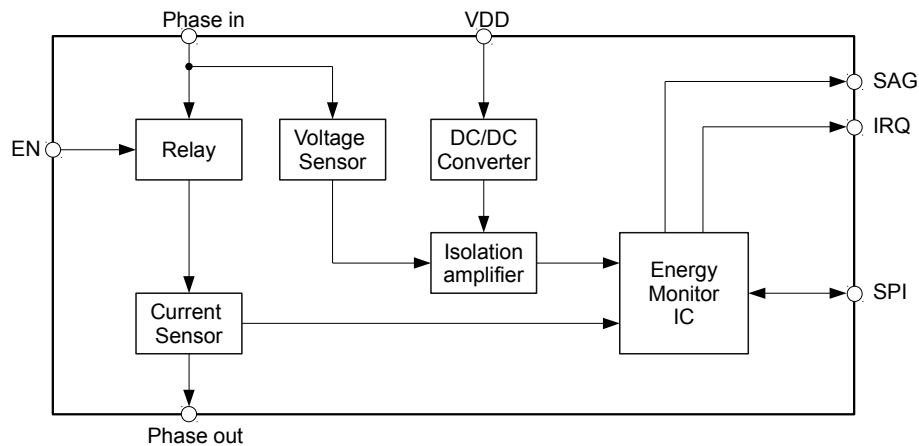 Phase in
VDD
SAG
IRQ
EN
Relay
Voltage
Sensor
DC/DC
Converter
Isolation
amplifier
Energy
Monitor
IC
SPI
Current
Sensor
Phase out